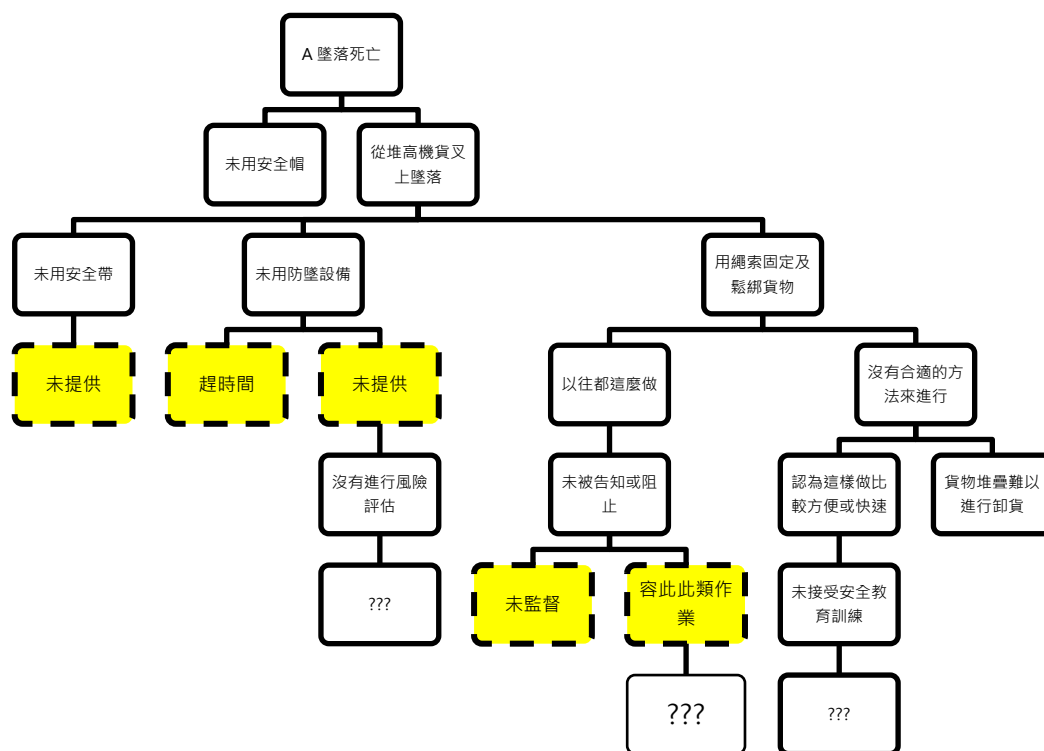 A 墜落死亡
未用安全帽
從堆高機貨叉
上墜落
未用安全帶
未用防墜設備
用繩索固定及
鬆綁貨物
未提供
趕時間
未提供
以往都這麼做
沒有合適的方
法來進行
沒有進行風險
評估
未被告知或阻
止
認為這樣做比
較方便或快速
貨物堆疊難以
進行卸貨
???
未監督
容此此類作
業
未接受安全教
育訓練
???
???